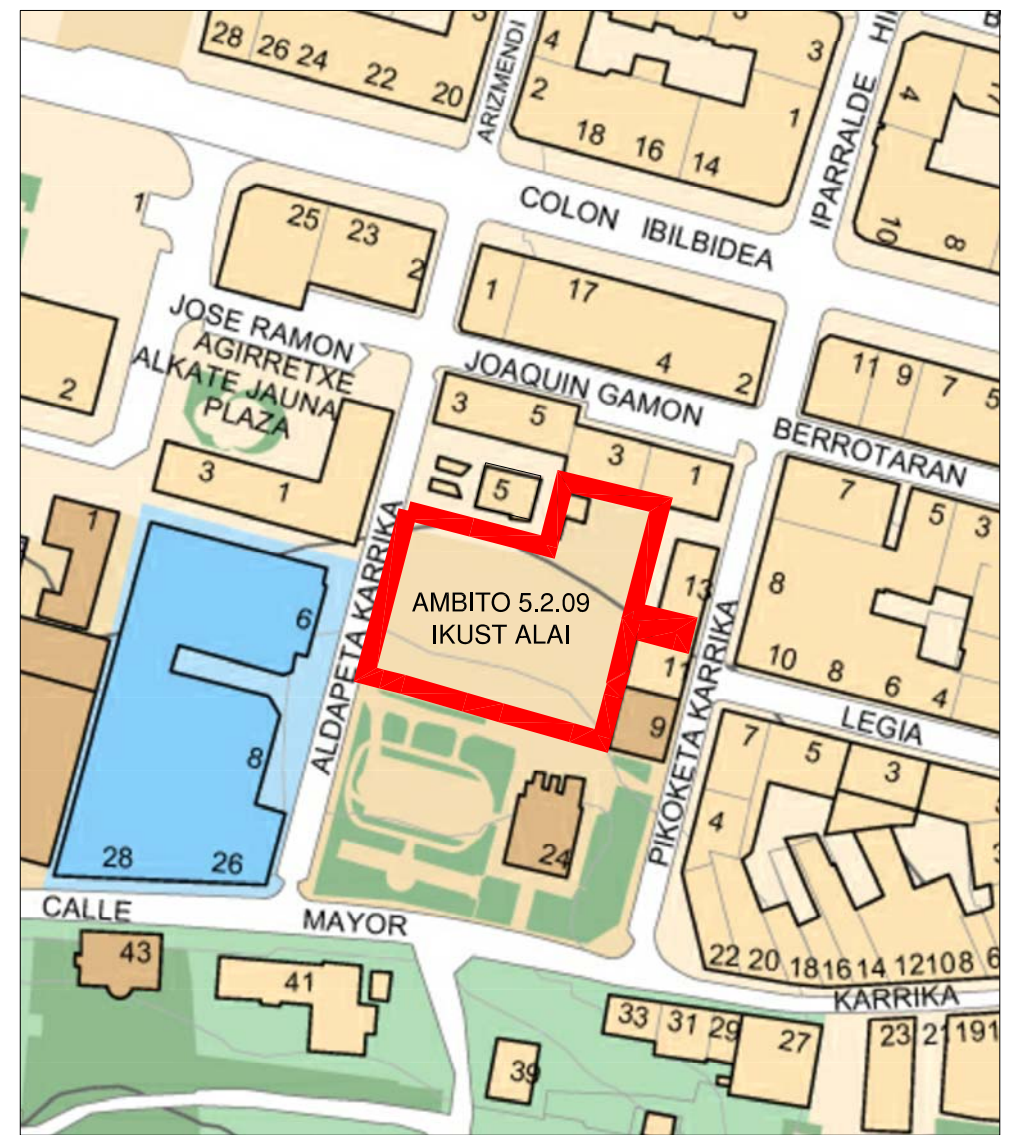 28 26 24 22 20 3
ARIZMENDI
4
2
18 16 14
3
1
IPARRALDE HI
4
10
8
1
25 23
2
COLON IBILBIDEA
1 17
4 2
JOSE RAMON
AGIRRETXE
ALKATE JAUNA
PLAZA
2
3 1
JOAQUIN GAMON
3 5
3 1
5
11 9 7 5
BERROTARAN
7
5 3
8
10 8 6 4
1
6
8
28 26
ALDAPETA KARRIKA
AMBITO 5.2.09
IKUST ALAI
13
11
9
PIKOKETA KARRIKA
LEGIA
7 5 3
4
24
22 20 18 16 14 12 10 8 6
CALLE
MAYOR
KARRIKA
43
41
39
33 31 29 27
23 21 19